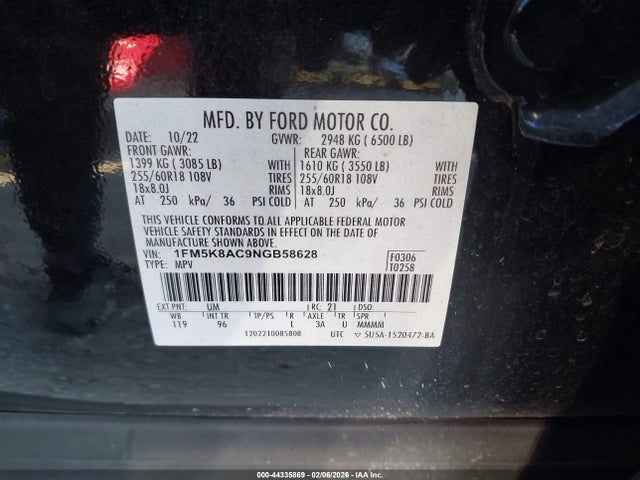 MFD. BY FORD MOTOR CO.
DATE: 10/22 GVWR: 2948 KG ( 6500 LB)
FRONT GAWR: REAR GAWR:
1399 KG ( 3085 LB) WITH 1610 KG ( 3550 LB) WITH
255/60R18 108V TIRES 255/60R18 108V TIRES
18x8.0J RIMS 18x8.0J RIMS
AT 250 kPa/ 36 PSI COLD AT 250 kPa/ 36 PSI COLD
THIS VEHICLE CONFORMS TO ALL APPLICABLE FEDERAL MOTOR
VEHICLE SAFETY STANDARDS IN EFFECT ON THE DATE OF
MANUFACTURE SHOWN ABOVE.
VIN: 1FM5K8AC9NGB58628 F0306
TYPE: MPV T0258
EXT PNT: UM RC: 21 DSO:
WB INT TR TP/PS R AXLE TR SPR
119 96 L 3A U MMMM
1202210085808 UTC ▽ 5U5A-1520472-BA
000-44335869 - 02/06/2026 - IAA Inc.